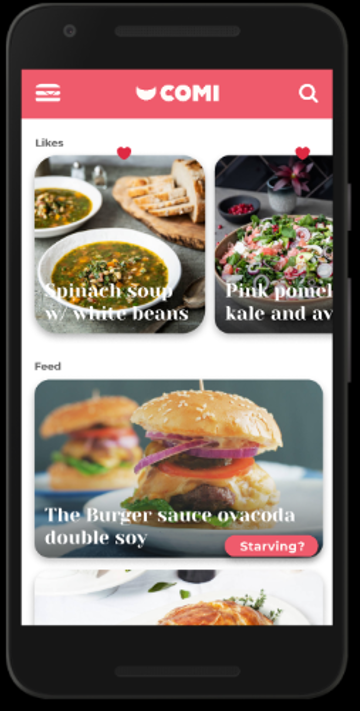 COMI
Likes
Spinach soup
w/ white beans
Pink pomel
kale and av
Feed
The Burger sauce ovacoda
double soy
Starving?